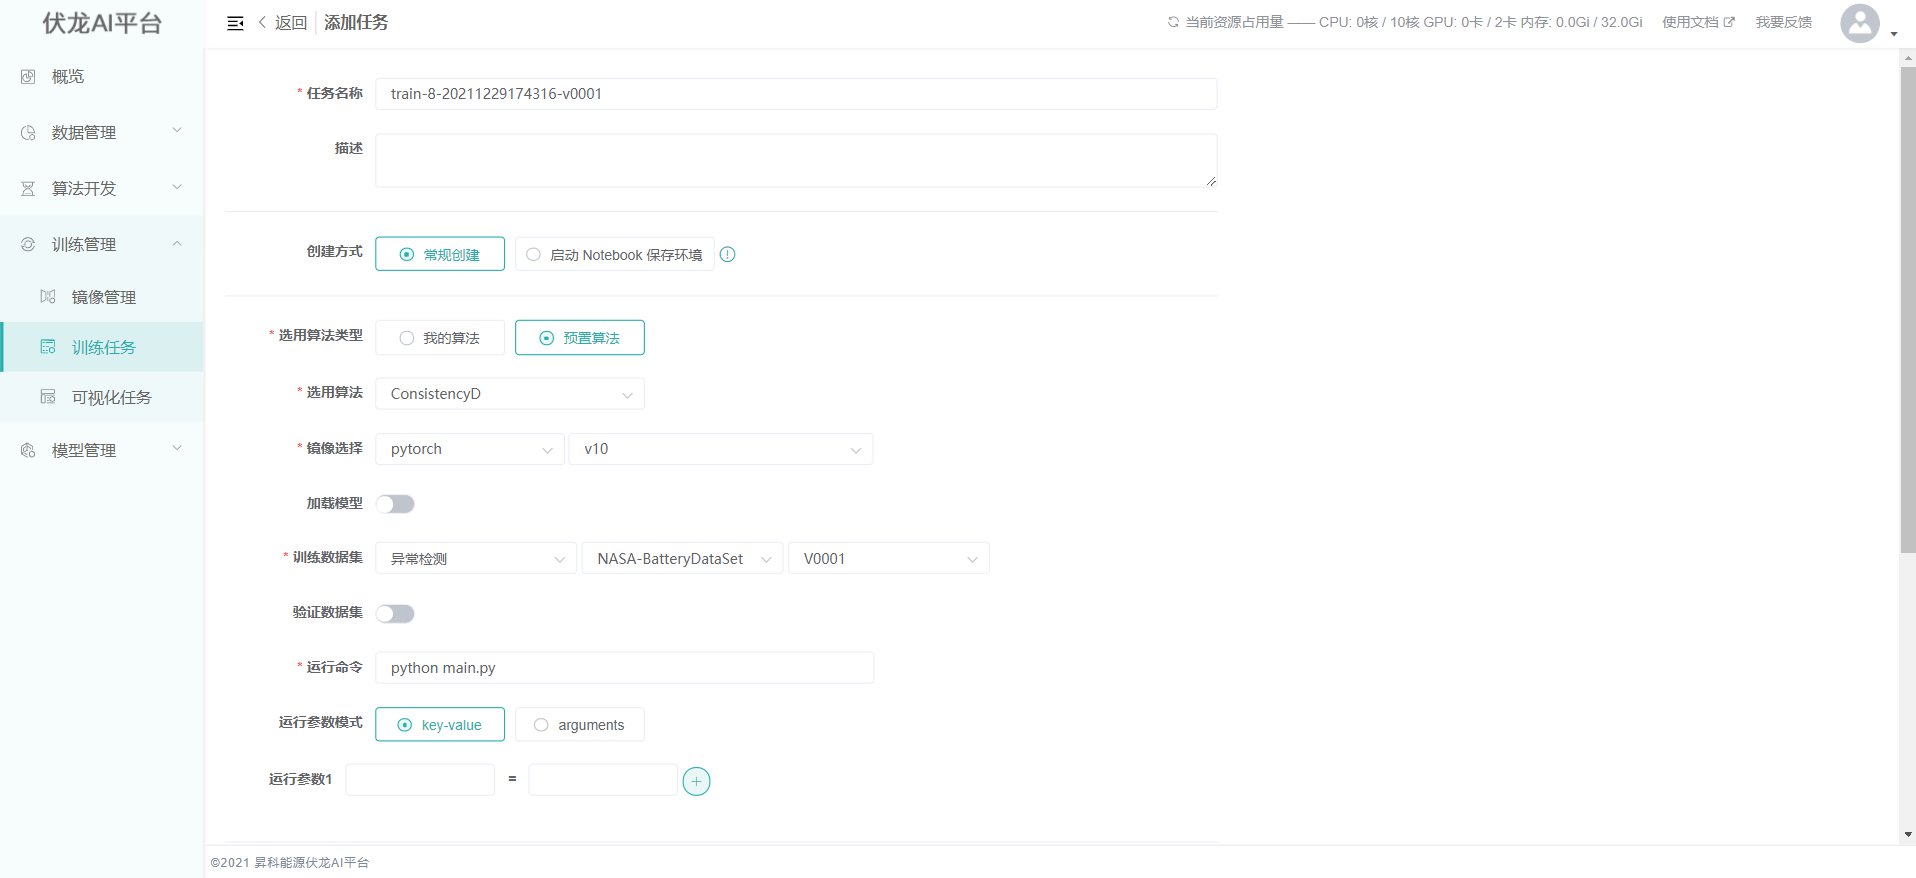 伏龙AI平台
返回
添加任务
当前资源占用量 —— CPU: 0核 / 10核 GPU: 0卡 / 2卡 内存: 0.0Gi / 32.0Gi
使用文档
我要反馈
概览
数据管理
算法开发
训练管理
镜像管理
训练任务
可视化任务
模型管理
* 任务名称 train-8-20211229174316-v0001
描述
创建方式 常规创建 启动 Notebook 保存环境
* 选用算法类型 我的算法 预置算法
* 选用算法 ConsistencyD
* 镜像选择 pytorch v10
加载模型
* 训练数据集 异常检测 NASA-BatteryDataSet V0001
验证数据集
* 运行命令 python main.py
运行参数模式 key-value arguments
运行参数1 =
©2021 昇科能源伏龙AI平台